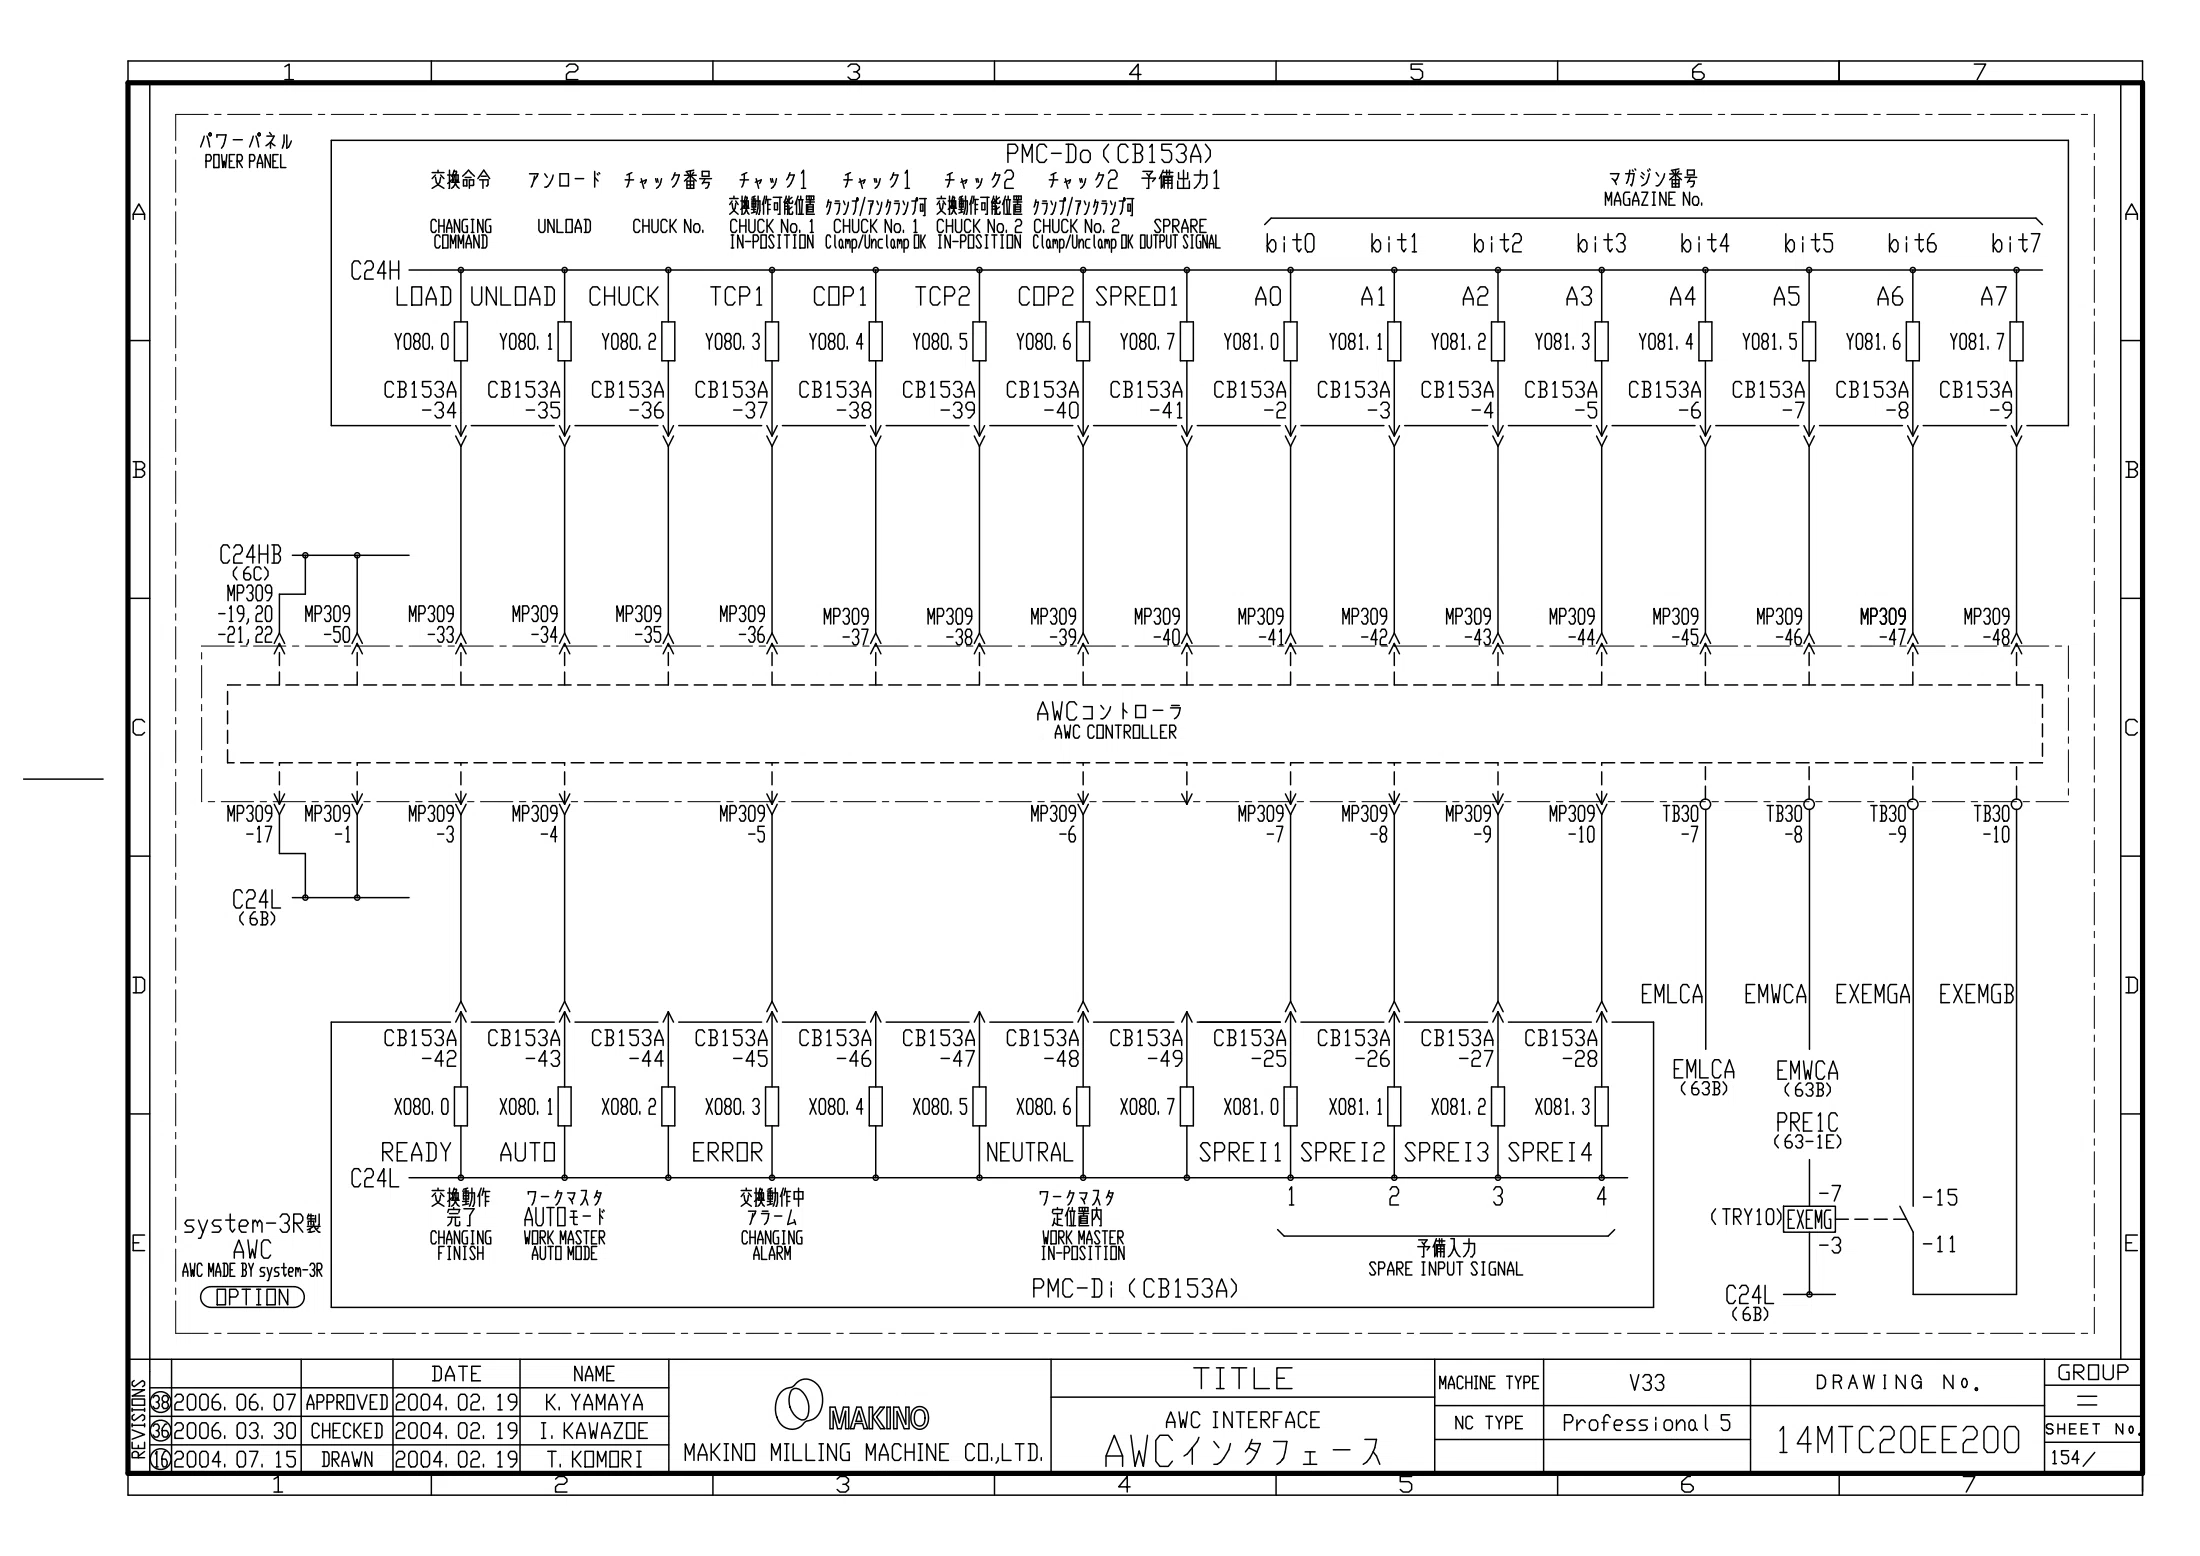 1 2 3 4 5 6 7
A A
B B
C C
D D
E E
パワーパネル
POWER PANEL
PMC-Do (CB153A)
交換命令 アンロード チャック番号 チャック1 チャック1 チャック2 チャック2 予備出力1 マガジン番号
交換動作可能位置 クランプ/アンクランプ可 交換動作可能位置 クランプ/アンクランプ可 MAGAZINE No.
CHANGING UNLOAD CHUCK No. CHUCK No. 1 CHUCK No. 1 CHUCK No. 2 CHUCK No. 2 SPRARE
COMMAND IN-POSITION Clamp/Unclamp OK IN-POSITION Clamp/Unclamp OK OUTPUT SIGNAL
bit0 bit1 bit2 bit3 bit4 bit5 bit6 bit7
C24H
LOAD UNLOAD CHUCK TCP1 COP1 TCP2 COP2 SPREO1 A0 A1 A2 A3 A4 A5 A6 A7
Y080.0 Y080.1 Y080.2 Y080.3 Y080.4 Y080.5 Y080.6 Y080.7 Y081.0 Y081.1 Y081.2 Y081.3 Y081.4 Y081.5 Y081.6 Y081.7
CB153A CB153A CB153A CB153A CB153A CB153A CB153A CB153A CB153A CB153A CB153A CB153A CB153A CB153A CB153A CB153A
-34 -35 -36 -37 -38 -39 -40 -41 -2 -3 -4 -5 -6 -7 -8 -9
C24HB
(6C)
MP309
-19,20 MP309 MP309 MP309 MP309 MP309 MP309 MP309 MP309 MP309 MP309 MP309 MP309 MP309 MP309 MP309 MP309 MP309
-21,22 -50 -33 -34 -35 -36 -37 -38 -39 -40 -41 -42 -43 -44 -45 -46 -47 -48
AWCコントローラ
AWC CONTROLLER
MP309 MP309 MP309 MP309 MP309 MP309 MP309 MP309 MP309 MP309 TB30 TB30 TB30 TB30
-17 -1 -3 -4 -5 -6 -7 -8 -9 -10 -7 -8 -9 -10
C24L
(6B)
EMLCA EMWCA EXEMGA EXEMGB
CB153A CB153A CB153A CB153A CB153A CB153A CB153A CB153A CB153A CB153A CB153A CB153A
-42 -43 -44 -45 -46 -47 -48 -49 -25 -26 -27 -28
EMLCA EMWCA
(63B) (63B)
X080.0 X080.1 X080.2 X080.3 X080.4 X080.5 X080.6 X080.7 X081.0 X081.1 X081.2 X081.3
PRE1C
(63-1E)
READY AUTO ERROR NEUTRAL SPREI1 SPREI2 SPREI3 SPREI4
C24L
交換動作 ワークマスタ 交換動作中 ワークマスタ 1 2 3 4
完了 AUTOモード アラーム 定位置内
CHANGING WORK MASTER CHANGING WORK MASTER
FINISH AUTO MODE ALARM IN-POSITION
-7 -15
(TRY10) EXEMG
-3 -11
予備入力
SPARE INPUT SIGNAL
PMC-Di (CB153A)
C24L
(6B)
system-3R製
AWC
AWC MADE BY system-3R
OPTION
REVISIONS
DATE NAME
38 2006.06.07 APPROVED 2004.02.19 K. YAMAYA
36 2006.03.30 CHECKED 2004.02.19 I. KAWAZOE
16 2004.07.15 DRAWN 2004.02.19 T. KOMORI
MAKINO
MAKINO MILLING MACHINE CO.,LTD.
TITLE
AWC INTERFACE
AWCインタフェース
MACHINE TYPE V33
NC TYPE Professional 5
DRAWING No.
14MTC20EE200
GROUP
=
SHEET No.
154/
1 2 3 4 5 6 7